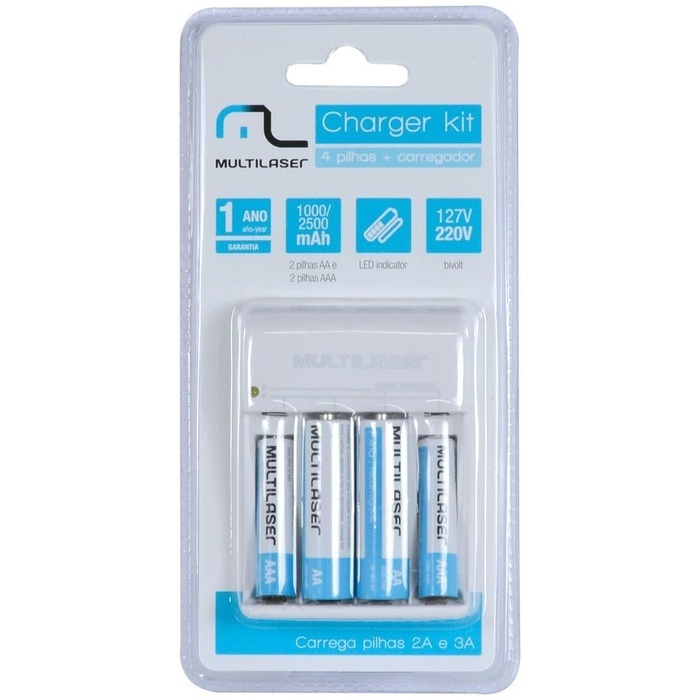 Charger kit
4 pilhas + carregador
MULTILASER
1 ANO
año-year
GARANTIA
1000/
2500
mAh
2 pilhas AA e
2 pilhas AAA
LED indicator
127V
220V
bivolt
MULTILASER
MULTILASER
AAA
MULTILASER
AA
MULTILASER
AA
MULTILASER
AAA
Carrega pilhas 2A e 3A